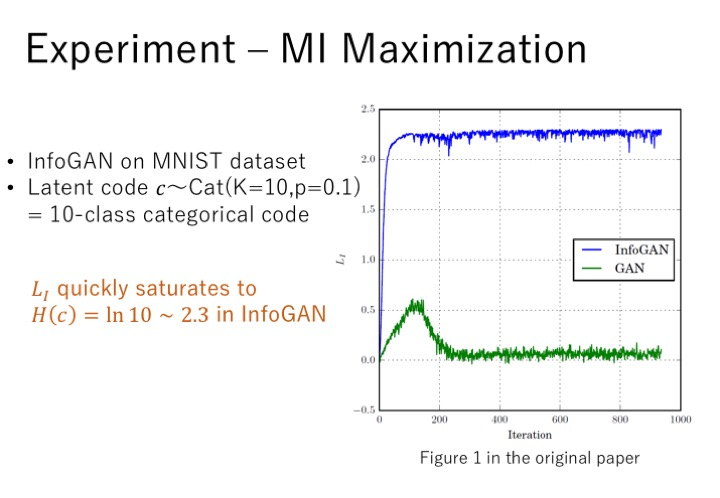 Experiment – MI Maximization
• InfoGAN on MNIST dataset
• Latent code c~Cat(K=10,p=0.1)
= 10-class categorical code
L_I quickly saturates to
H(c) = ln 10 ~ 2.3 in InfoGAN
2.5
2.0
1.5
1.0
0.5
0.0
−0.5
L_I
InfoGAN
GAN
0 200 400 600 800 1000
Iteration
Figure 1 in the original paper